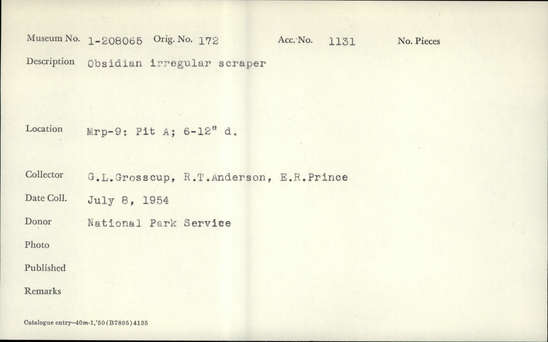 Museum No. 1-208065 Orig. No. 172 Acc. No. 1131 No. Pieces
Description Obsidian irregular scraper
Location Mrp-9: Pit A; 6-12" d.
Collector G.L.Grosscup, R.T.Anderson, E.R.Prince
Date Coll. July 8, 1954
Donor National Park Service
Photo
Published
Remarks
Catalogue entry—40m-1,'50(B7895)4135